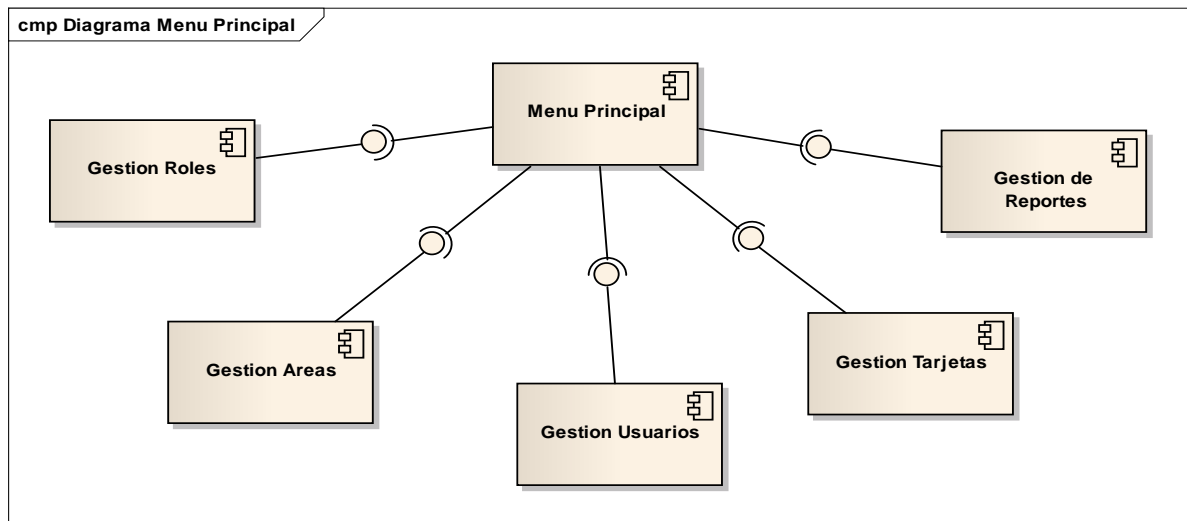 cmp Diagrama Menu Principal
Menu Principal
Gestion Roles
Gestion de
Reportes
Gestion Areas
Gestion Tarjetas
Gestion Usuarios